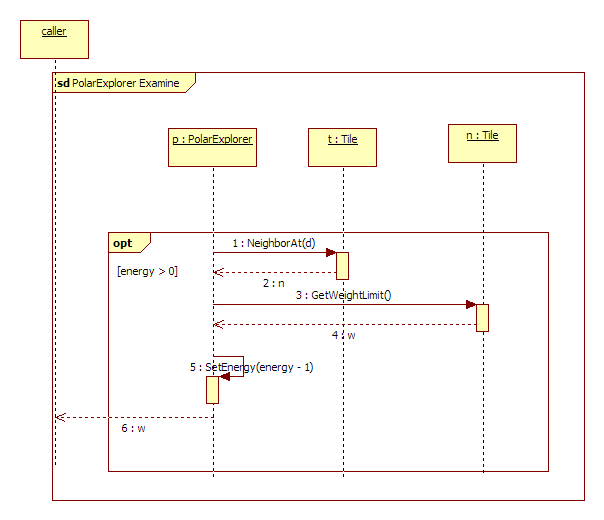 caller
sd PolarExplorer Examine
p : PolarExplorer
t : Tile
n : Tile
opt
1 : NeighborAt(d)
[energy > 0]
2 : n
3 : GetWeightLimit()
4 : w
5 : SetEnergy(energy - 1)
6 : w